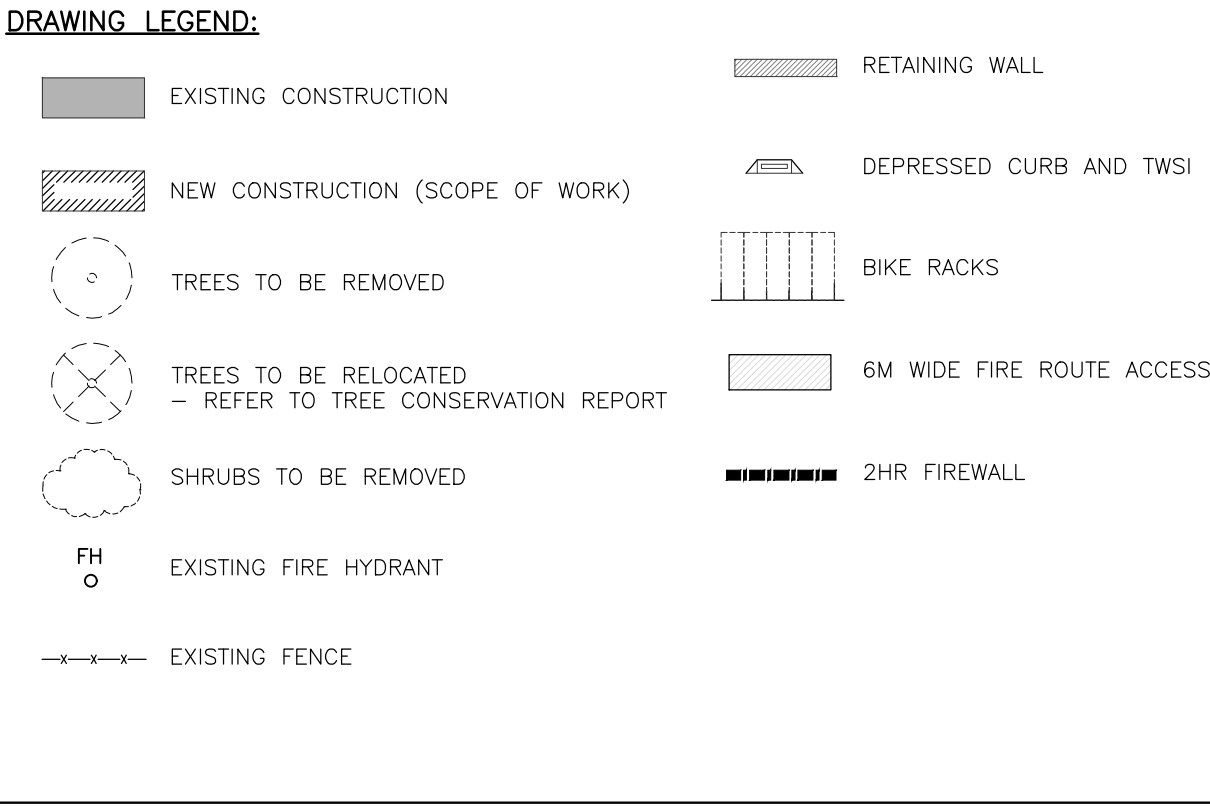 DRAWING LEGEND:
EXISTING CONSTRUCTION
NEW CONSTRUCTION (SCOPE OF WORK)
TREES TO BE REMOVED
TREES TO BE RELOCATED
– REFER TO TREE CONSERVATION REPORT
SHRUBS TO BE REMOVED
FH
EXISTING FIRE HYDRANT
x x x
EXISTING FENCE
RETAINING WALL
DEPRESSED CURB AND TWSI
BIKE RACKS
6M WIDE FIRE ROUTE ACCESS
2HR FIREWALL